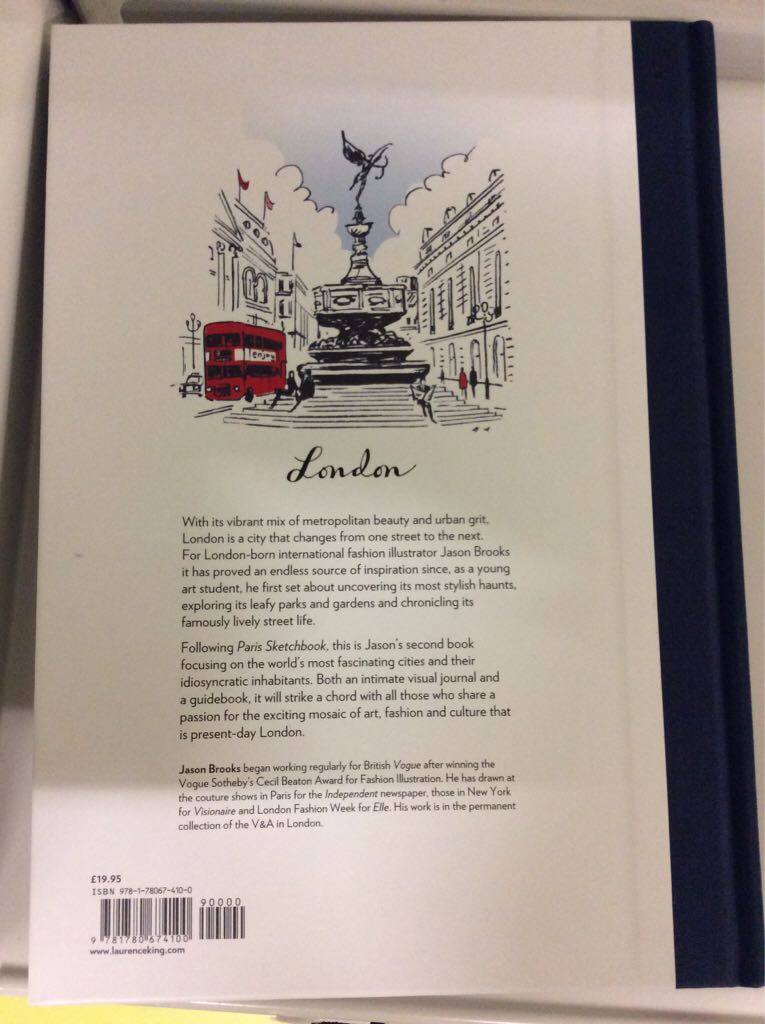 enjoy
London
With its vibrant mix of metropolitan beauty and urban grit,
London is a city that changes from one street to the next.
For London-born international fashion illustrator Jason Brooks
it has proved an endless source of inspiration since, as a young
art student, he first set about uncovering its most stylish haunts,
exploring its leafy parks and gardens and chronicling its
famously lively street life.
Following Paris Sketchbook, this is Jason's second book
focusing on the world's most fascinating cities and their
idiosyncratic inhabitants. Both an intimate visual journal and
a guidebook, it will strike a chord with all those who share a
passion for the exciting mosaic of art, fashion and culture that
is present-day London.
Jason Brooks began working regularly for British Vogue after winning the
Vogue Sotheby's Cecil Beaton Award for Fashion Illustration. He has drawn at
the couture shows in Paris for the Independent newspaper, those in New York
for Visionaire and London Fashion Week for Elle. His work is in the permanent
collection of the V&A in London.
£19.95
ISBN 978-1-78067-410-0
90000
9 781780 674100
www.laurenceking.com